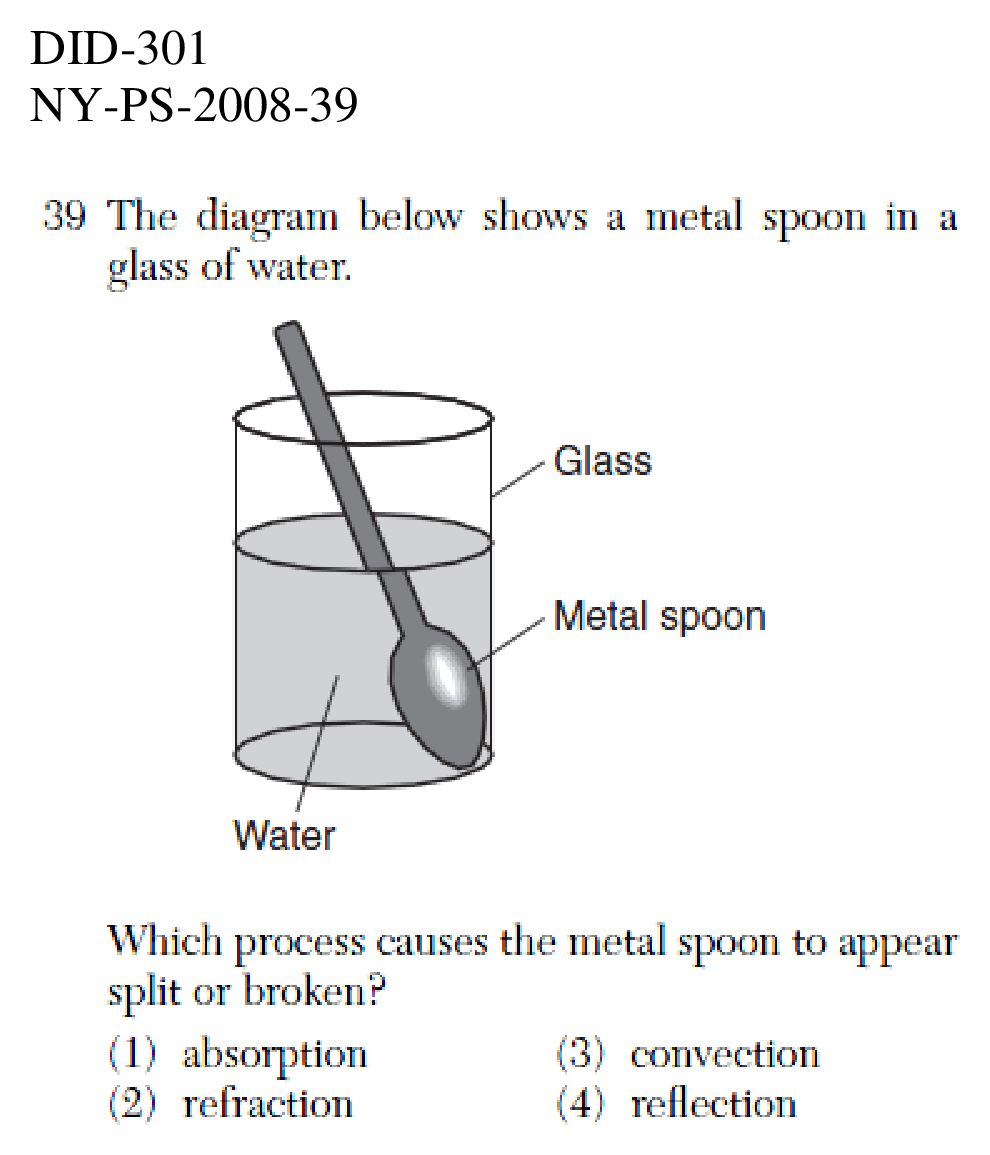 DID-301
NY-PS-2008-39
39 The diagram below shows a metal spoon in a
glass of water.
Glass
Metal spoon
Water
Which process causes the metal spoon to appear
split or broken?
(1) absorption (3) convection
(2) refraction (4) reflection